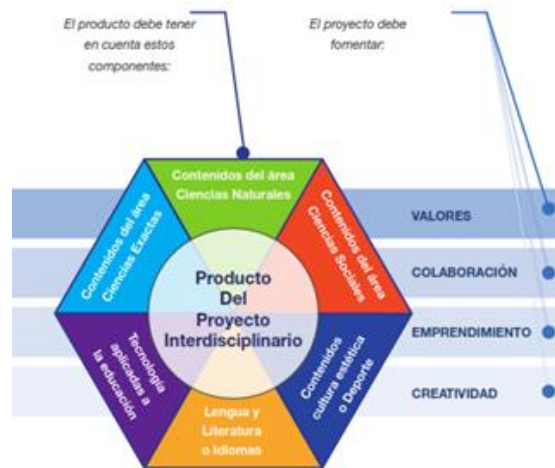 El producto debe tener
en cuenta estos
componentes:
El proyecto debe
fomentar:
Contenidos del área
Ciencias Naturales
Contenidos del área
Ciencias Exactas
Contenidos del área
Ciencias Sociales
Producto
Del
Proyecto
Interdisciplinario
Tecnología
aplicadas a
la educación
Lengua y
Literatura
o Idiomas
Contenidos
cultura estética
o Deporte
VALORES
COLABORACIÓN
EMPRENDIMIENTO
CREATIVIDAD